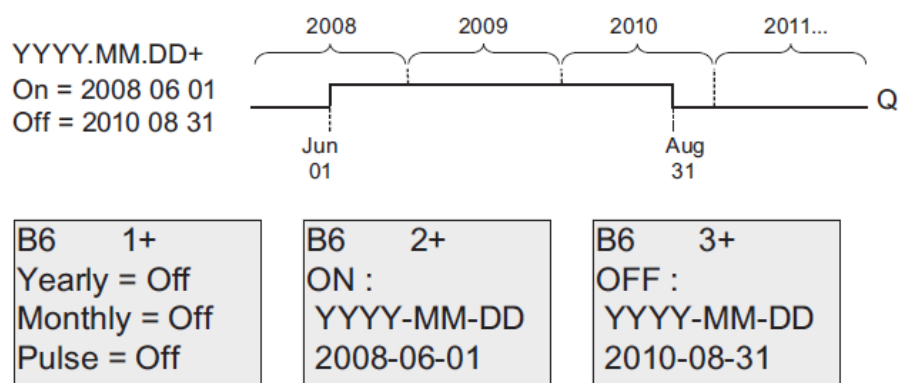 2008 2009 2010 2011...
YYYY.MM.DD+
On = 2008 06 01
Off = 2010 08 31
Q
Jun
01
Aug
31
B6 1+
Yearly = Off
Monthly = Off
Pulse = Off
B6 2+
ON :
YYYY-MM-DD
2008-06-01
B6 3+
OFF :
YYYY-MM-DD
2010-08-31